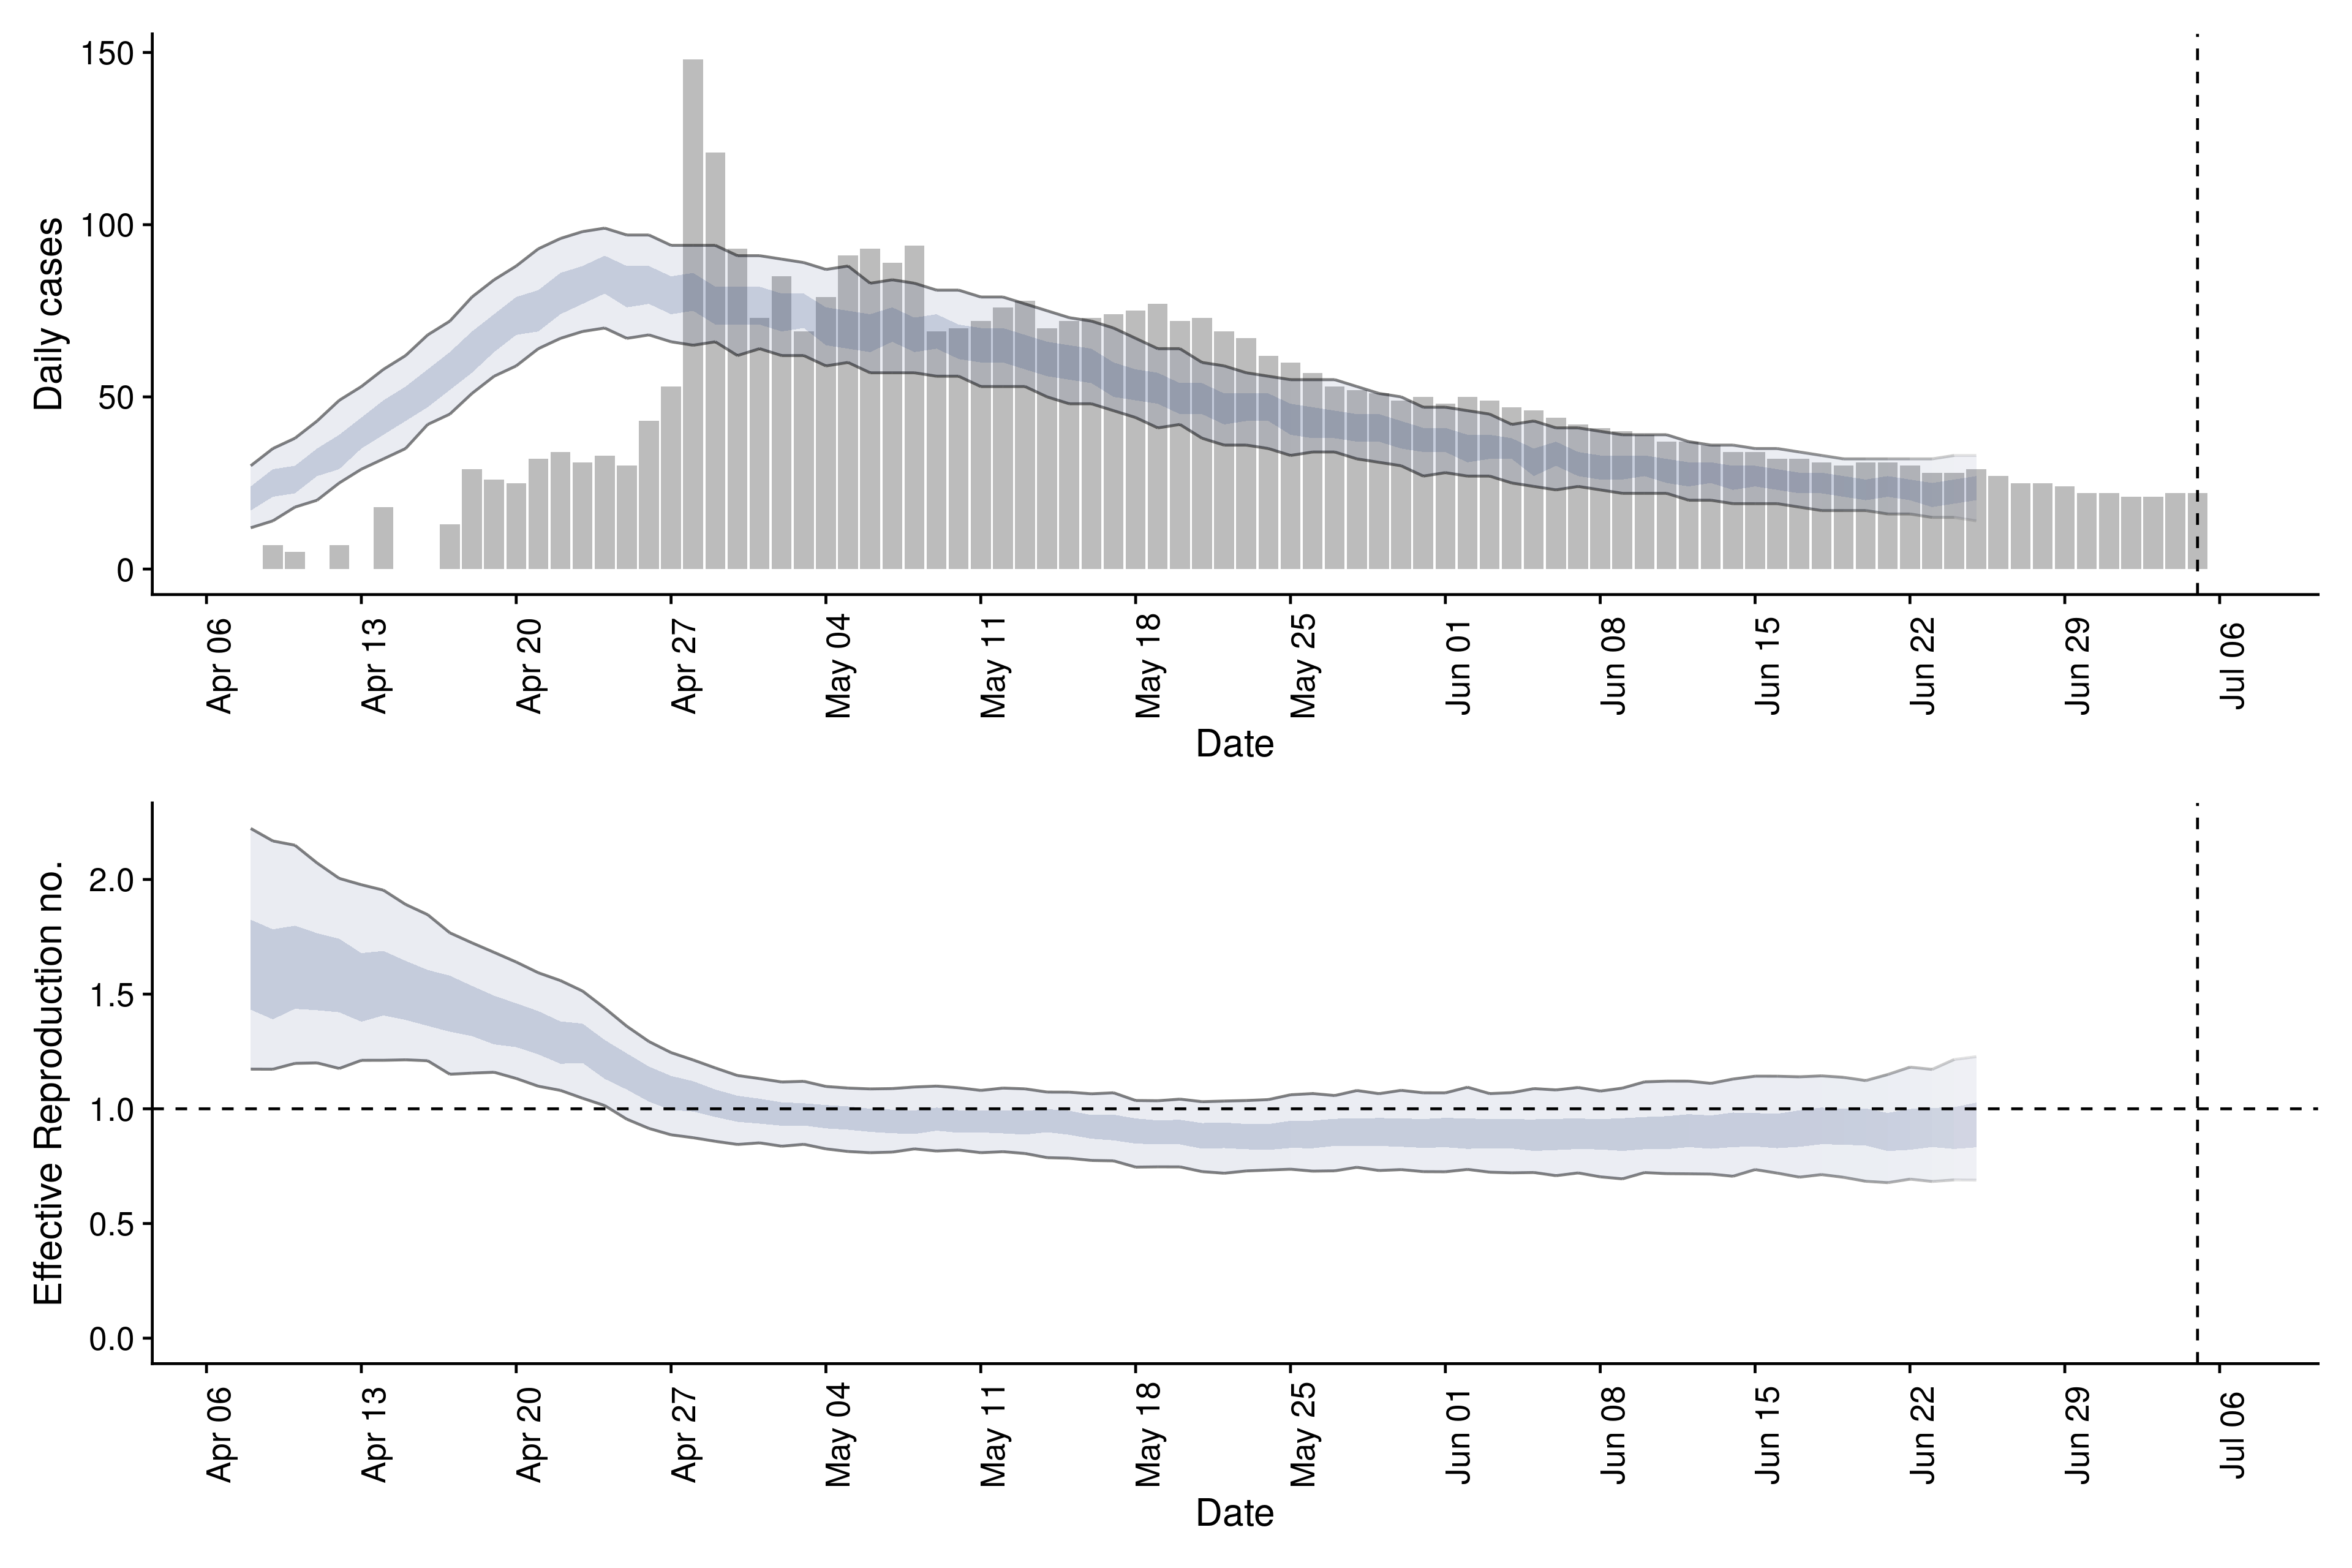 Daily cases
150
100
50
0
Apr 06
Apr 13
Apr 20
Apr 27
May 04
May 11
May 18
May 25
Jun 01
Jun 08
Jun 15
Jun 22
Jun 29
Jul 06
Date
Effective Reproduction no.
2.0
1.5
1.0
0.5
0.0
Apr 06
Apr 13
Apr 20
Apr 27
May 04
May 11
May 18
May 25
Jun 01
Jun 08
Jun 15
Jun 22
Jun 29
Jul 06
Date